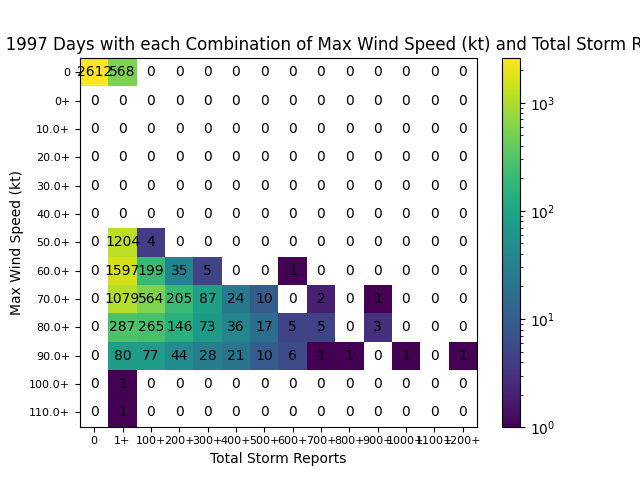 1997 Days with each Combination of Max Wind Speed (kt) and Total Storm R
Max Wind Speed (kt)
0 2612 568 0 0 0 0 0 0 0 0 0 0 0 0
0+ 0 0 0 0 0 0 0 0 0 0 0 0 0 0
10.0+ 0 0 0 0 0 0 0 0 0 0 0 0 0 0
20.0+ 0 0 0 0 0 0 0 0 0 0 0 0 0 0
30.0+ 0 0 0 0 0 0 0 0 0 0 0 0 0 0
40.0+ 0 0 0 0 0 0 0 0 0 0 0 0 0 0
50.0+ 0 1204 4 0 0 0 0 0 0 0 0 0 0 0
60.0+ 0 1597 199 35 5 0 0 1 0 0 0 0 0 0
70.0+ 0 1079 564 205 87 24 10 0 2 0 1 0 0 0
80.0+ 0 287 265 146 73 36 17 5 5 0 3 0 0 0
90.0+ 0 80 77 44 28 21 10 6 1 1 0 1 0 1
100.0+ 0 1 0 0 0 0 0 0 0 0 0 0 0 0
110.0+ 0 1 0 0 0 0 0 0 0 0 0 0 0 0
0 1+ 100+ 200+ 300+ 400+ 500+ 600+ 700+ 800+ 900+ 1000+ 1100+ 1200+
Total Storm Reports
10³
10²
10¹
10⁰